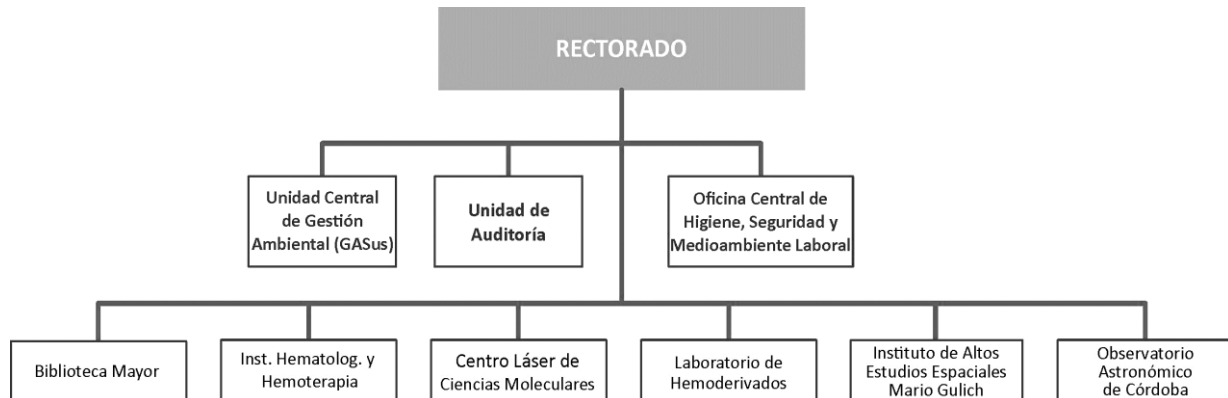 RECTORADO
Unidad Central
de Gestión
Ambiental (GASus)
Unidad de
Auditoría
Oficina Central de
Higiene, Seguridad y
Medioambiente Laboral
Biblioteca Mayor
Inst. Hematolog. y
Hemoterapia
Centro Láser de
Ciencias Moleculares
Laboratorio de
Hemoderivados
Instituto de Altos
Estudios Espaciales
Mario Gulich
Observatorio
Astronómico
de Córdoba